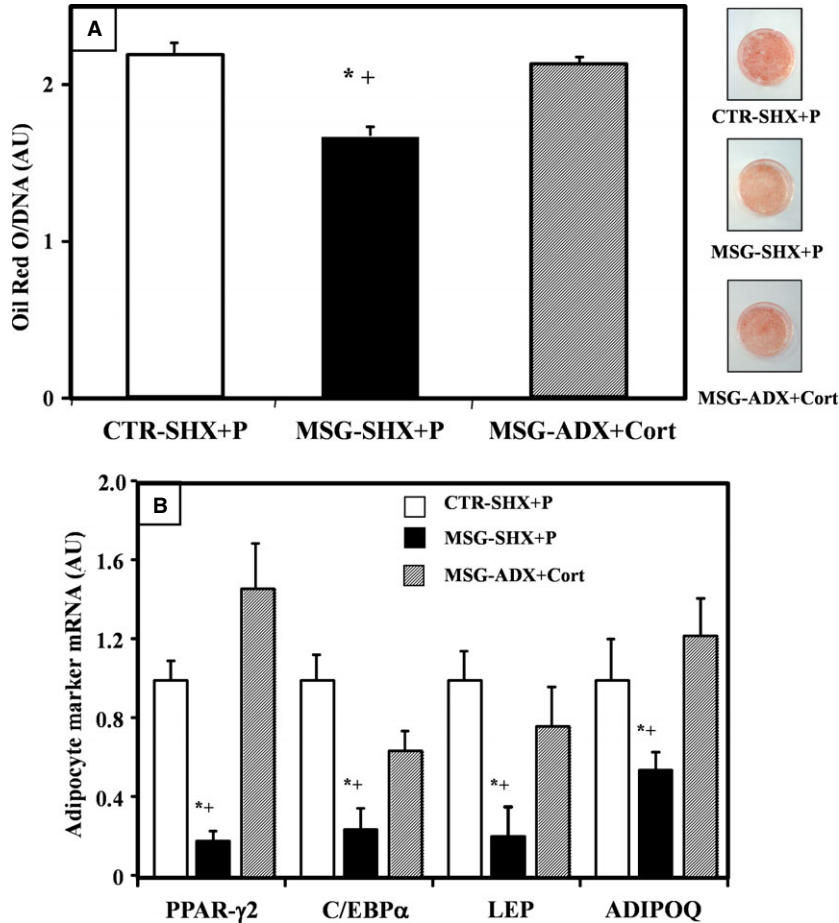 A
Oil Red O/DNA (AU)
2
1
0
* +
CTR-SHX+P
MSG-SHX+P
MSG-ADX+Cort
CTR-SHX+P
MSG-SHX+P
MSG-ADX+Cort
B
Adipocyte marker mRNA (AU)
2.0
1.6
1.2
0.8
0.4
0
CTR-SHX+P
MSG-SHX+P
MSG-ADX+Cort
*+
*+
*+
*+
PPAR-γ2
C/EBPα
LEP
ADIPOQ